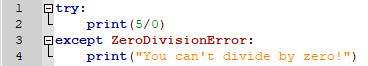 1 try:
2     print(5/0)
3 except ZeroDivisionError:
4     print("You can't divide by zero!")